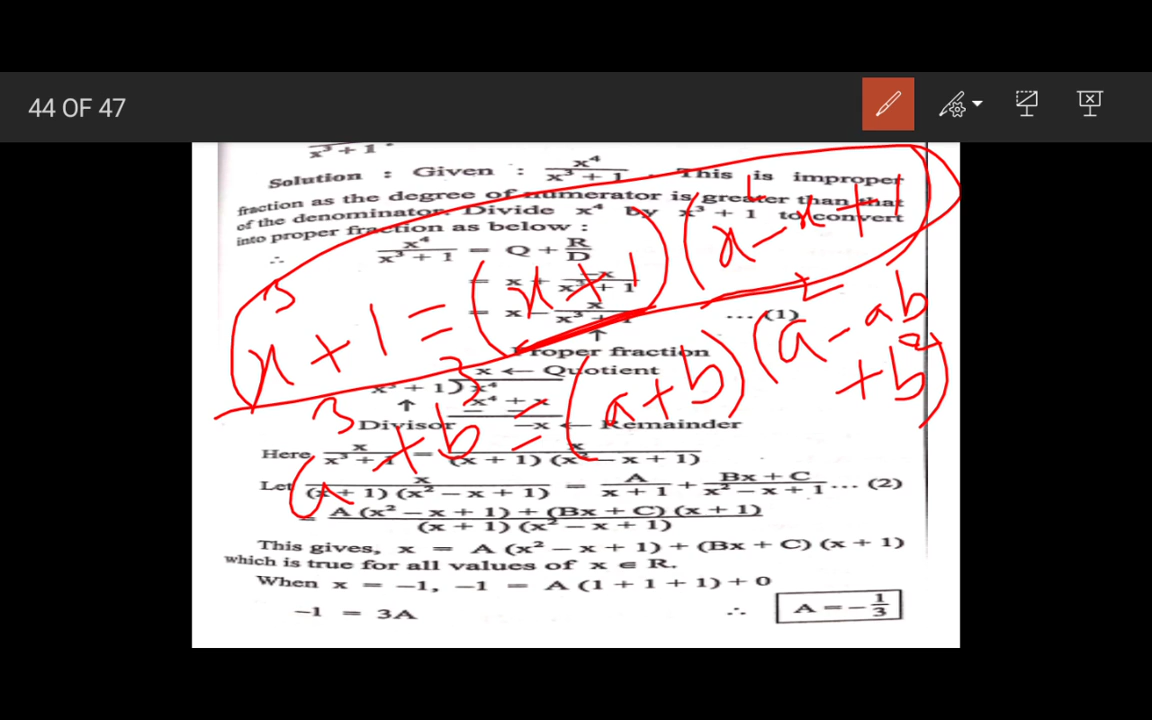 44 OF 47
x³ + 1 .
Solution : Given : x⁴ / x³ + 1 . This is improper
fraction as the degree of numerator is greater than that
of the denominator. Divide x⁴ by x³ + 1 to convert
into proper fraction as below :
∴ x⁴ / x³ + 1 = Q + R / D
= x + −x / x³ + 1
= x − x / x³ + 1 ... (1)
↑
Proper fraction
x ← Quotient
x³ + 1 ) x⁴
↑ x⁴ + x
Divisor −x ← Remainder
Here x / x³ + 1 = x / (x + 1) (x² − x + 1)
Let x / (x + 1) (x² − x + 1) = A / x + 1 + Bx + C / x² − x + 1 ... (2)
= A (x² − x + 1) + (Bx + C) (x + 1) / (x + 1) (x² − x + 1)
This gives, x = A (x² − x + 1) + (Bx + C) (x + 1)
which is true for all values of x ∈ R.
When x = −1, −1 = A (1 + 1 + 1) + 0
−1 = 3A ∴ A = − 1/3
x³ + 1 = (x + 1) (x² − x + 1)
a³ + b³ = (a + b) (a² − ab + b²)